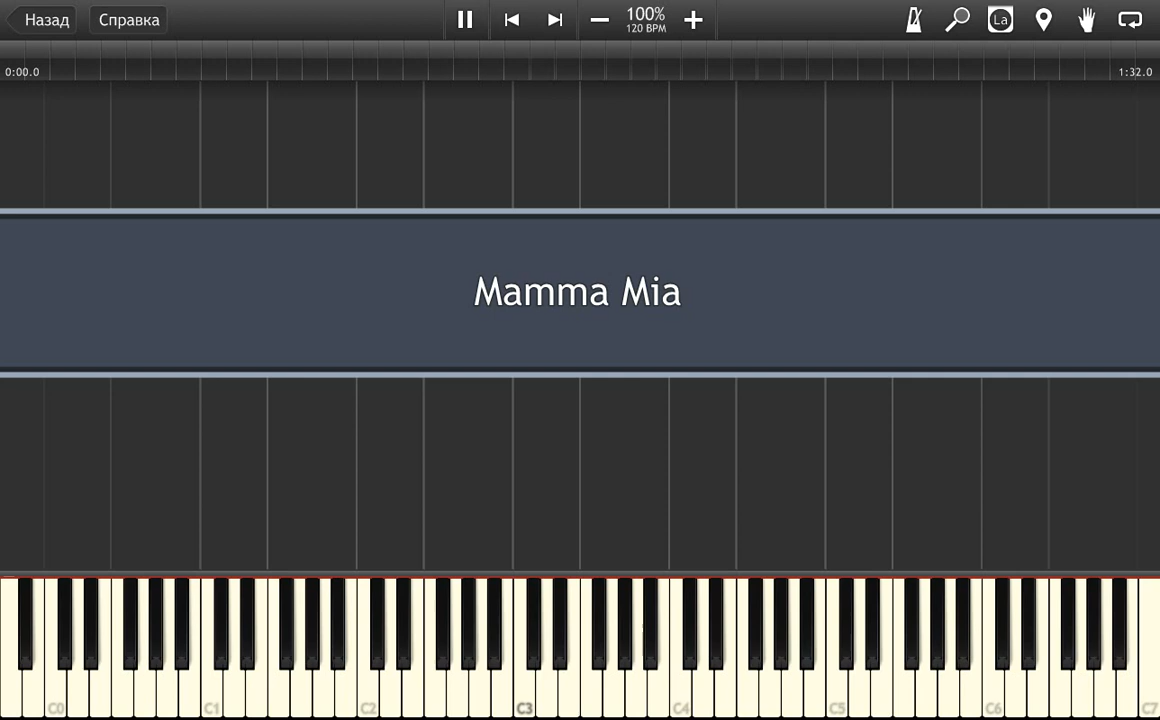 Назад
Справка
100%
120 BPM
La
0:00.0
1:32.0
Mamma Mia
C0
C1
C2
C3
C4
C5
C6
C7